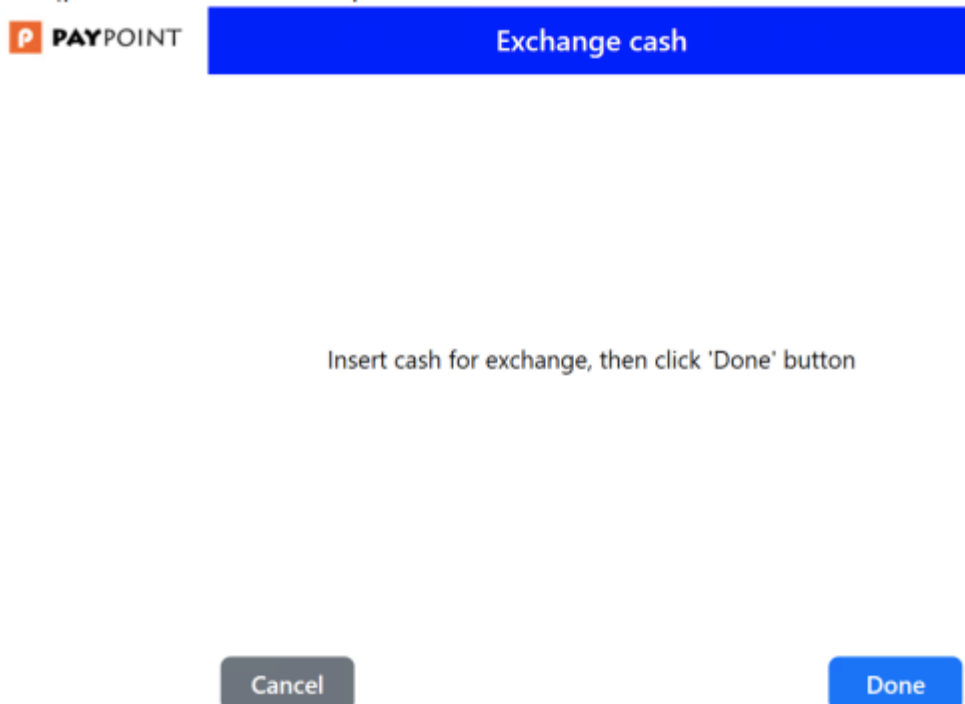 PAYPOINT
Exchange cash
Insert cash for exchange, then click 'Done' button
Cancel
Done